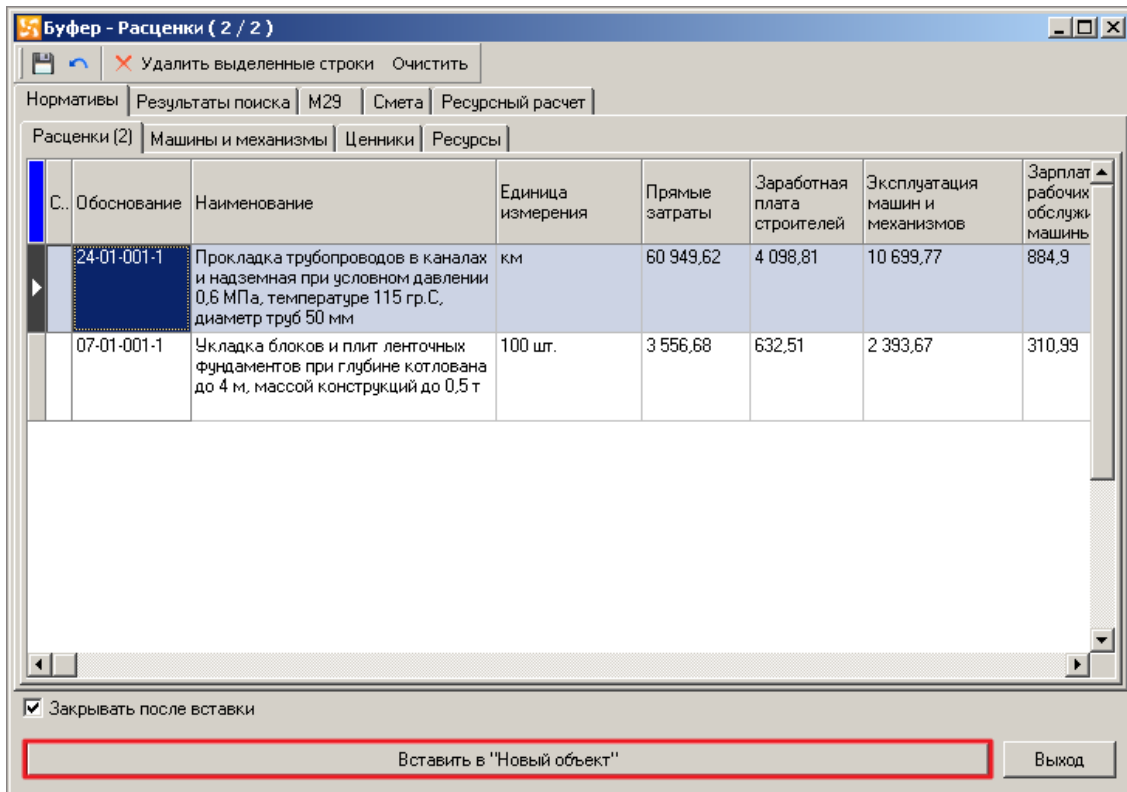 Буфер - Расценки ( 2 / 2 )
Удалить выделенные строки Очистить
Нормативы Результаты поиска М29 Смета Ресурсный расчет
Расценки (2) Машины и механизмы Ценники Ресурсы
С.. Обоснование Наименование Единица измерения Прямые затраты Заработная плата строителей Эксплуатация машин и механизмов Зарплат рабочих обслужи машинь
24-01-001-1 Прокладка трубопроводов в каналах км 60 949,62 4 098,81 10 699,77 884,9
и надземная при условном давлении
0,6 МПа, температуре 115 гр.С,
диаметр труб 50 мм
07-01-001-1 Укладка блоков и плит ленточных 100 шт. 3 556,68 632,51 2 393,67 310,99
фундаментов при глубине котлована
до 4 м, массой конструкций до 0,5 т
Закрывать после вставки
Вставить в "Новый объект" Выход